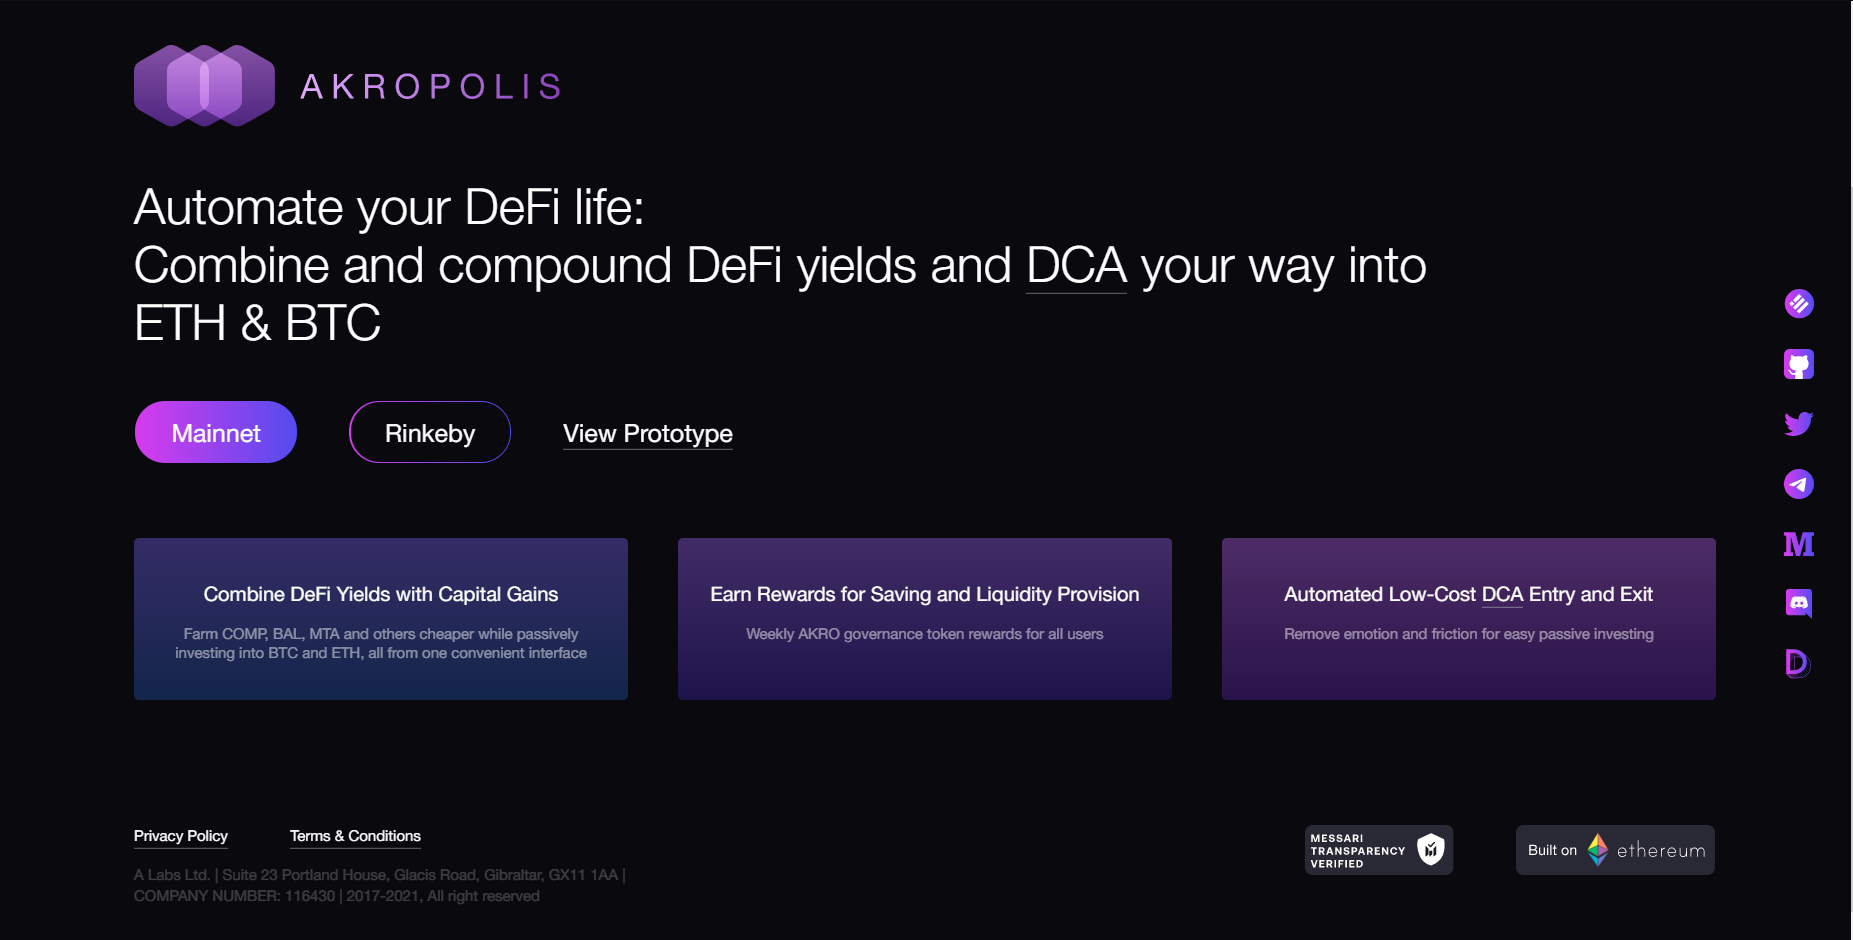 AKROPOLIS
Automate your DeFi life:
Combine and compound DeFi yields and DCA your way into
ETH & BTC
Mainnet
Rinkeby
View Prototype
Combine DeFi Yields with Capital Gains
Farm COMP, BAL, MTA and others cheaper while passively
investing into BTC and ETH, all from one convenient interface
Earn Rewards for Saving and Liquidity Provision
Weekly AKRO governance token rewards for all users
Automated Low-Cost DCA Entry and Exit
Remove emotion and friction for easy passive investing
Privacy Policy
Terms & Conditions
A Labs Ltd. | Suite 23 Portland House, Glacis Road, Gibraltar, GX11 1AA |
COMPANY NUMBER: 116430 | 2017-2021, All right reserved
MESSARI
TRANSPARENCY
VERIFIED
Built on ethereum